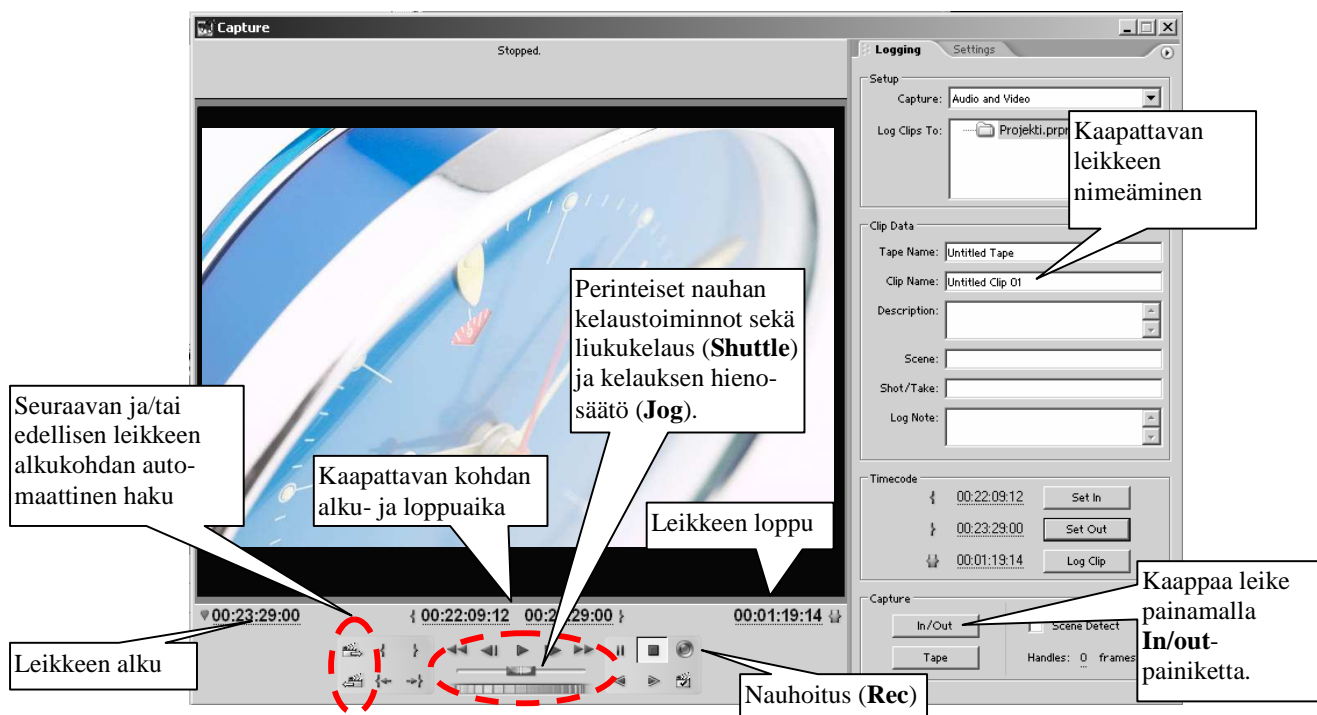 Capture
Stopped.
Logging Settings
Setup
Capture: Audio and Video
Log Clips To: Projekti.prpr
Kaapattavan
leikkeen
nimeäminen
Clip Data
Tape Name: Untitled Tape
Clip Name: Untitled Clip 01
Description:
Scene:
Shot/Take:
Log Note:
Perinteiset nauhan
kelaustoiminnot sekä
liukukelaus (Shuttle)
ja kelauksen hieno-
säätö (Jog).
Seuraavan ja/tai
edellisen leikkeen
alkukohdan auto-
maattinen haku
Kaapattavan kohdan
alku- ja loppuaika
Leikkeen loppu
Timecode
{ 00:22:09:12 Set In
} 00:23:29:00 Set Out
{} 00:01:19:14 Log Clip
00:23:29:00 { 00:22:09:12 00:2 :29:00 } 00:01:19:14 {}
Leikkeen alku
Capture
In/Out Scene Detect
Tape Handles: 0 frames
Kaappaa leike
painamalla
In/out-
painiketta.
Nauhoitus (Rec)